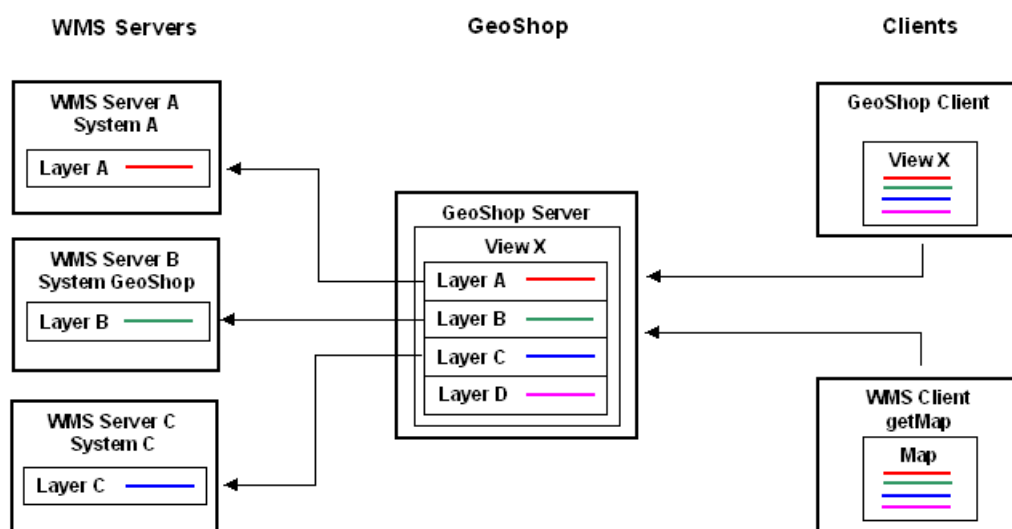 WMS Servers
GeoShop
Clients
WMS Server A
System A
Layer A
WMS Server B
System GeoShop
Layer B
WMS Server C
System C
Layer C
GeoShop Server
View X
Layer A
Layer B
Layer C
Layer D
GeoShop Client
View X
WMS Client
getMap
Map